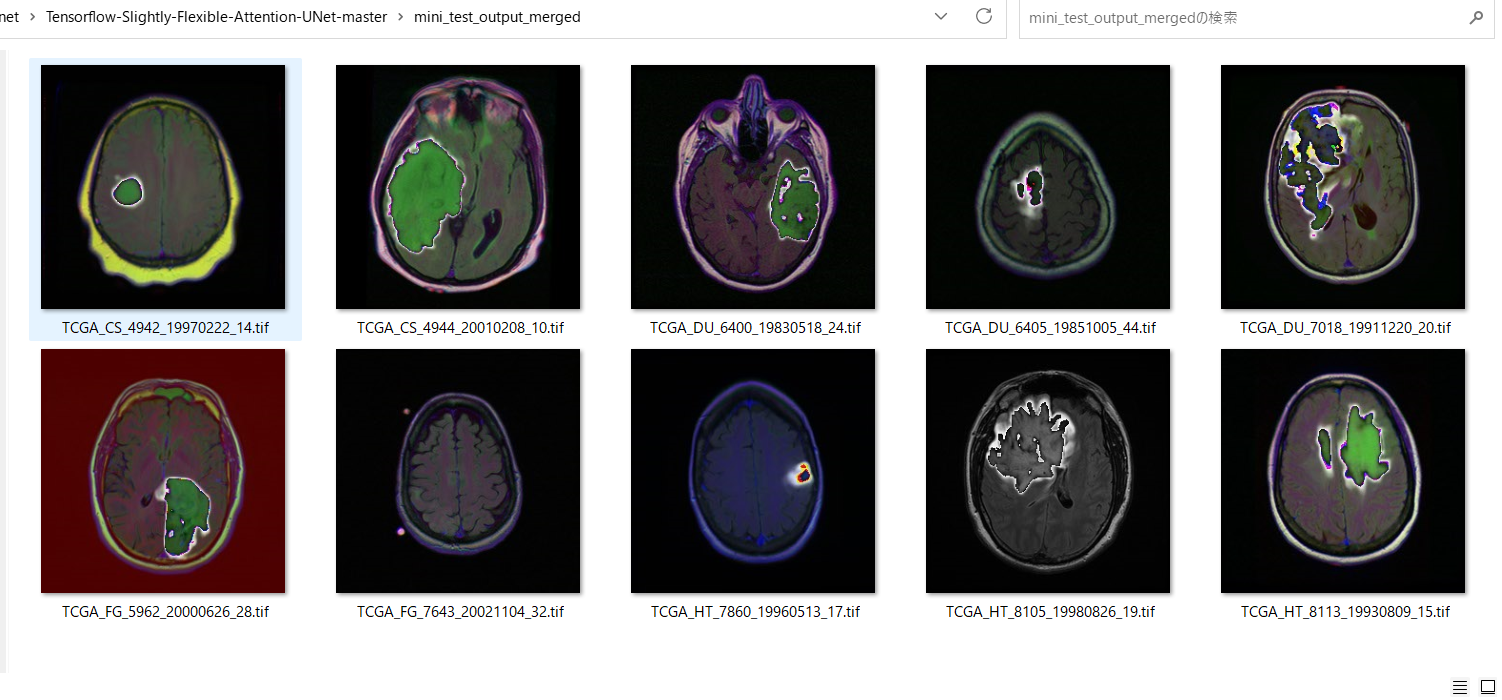 net > Tensorflow-Slightly-Flexible-Attention-UNet-master > mini_test_output_merged
mini_test_output_mergedの検索
TCGA_CS_4942_19970222_14.tif
TCGA_CS_4944_20010208_10.tif
TCGA_DU_6400_19830518_24.tif
TCGA_DU_6405_19851005_44.tif
TCGA_DU_7018_19911220_20.tif
TCGA_FG_5962_20000626_28.tif
TCGA_FG_7643_20021104_32.tif
TCGA_HT_7860_19960513_17.tif
TCGA_HT_8105_19980826_19.tif
TCGA_HT_8113_19930809_15.tif